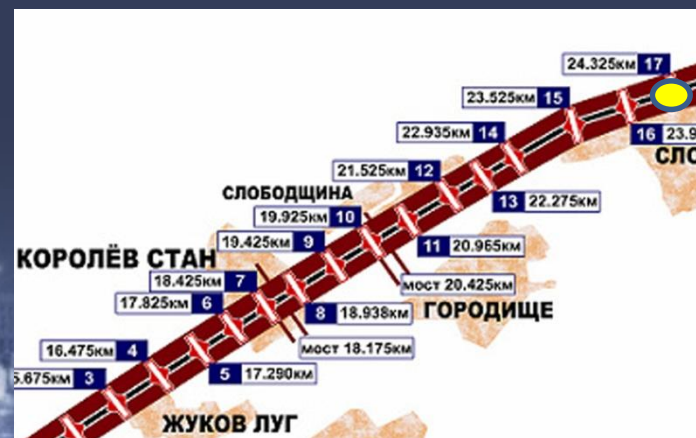 24.325км 17
23.525км 15
22.935км 14
16 23.9
СЛО
21.525км 12
СЛОБОДЩИНА
13 22.275км
19.925км 10
19.425км 9
11 20.965км
КОРОЛЁВ СТАН
18.425км 7
мост 20.425км
17.825км 6
8 18.938км
ГОРОДИЩЕ
мост 18.175км
16.475км 4
5.675км 3
5 17.290км
ЖУКОВ ЛУГ